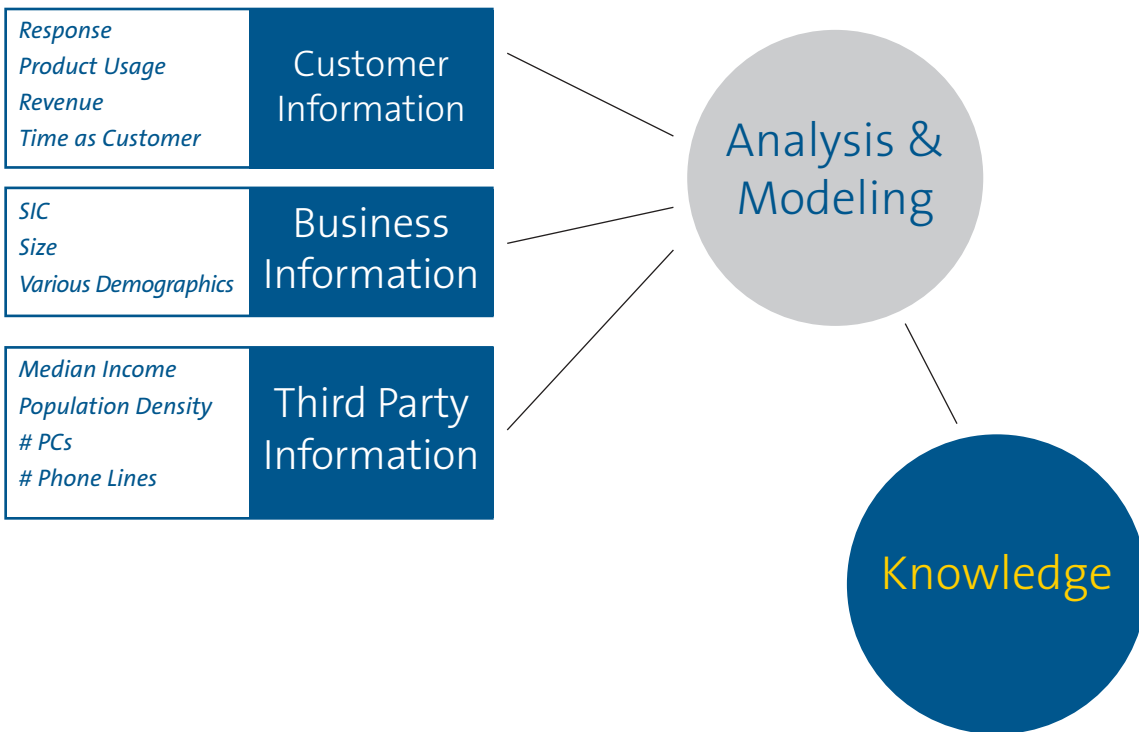 Response
Product Usage
Revenue
Time as Customer
Customer
Information
SIC
Size
Various Demographics
Business
Information
Median Income
Population Density
# PCs
# Phone Lines
Third Party
Information
Analysis &
Modeling
Knowledge